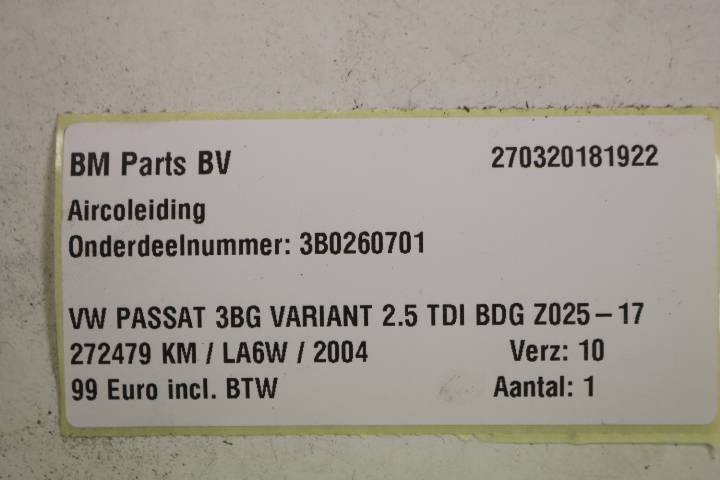 BM Parts BV 270320181922
Aircoleiding
Onderdeelnummer: 3B0260701
VW PASSAT 3BG VARIANT 2.5 TDI BDG Z025-17
272479 KM / LA6W / 2004 Verz: 10
99 Euro incl. BTW Aantal: 1